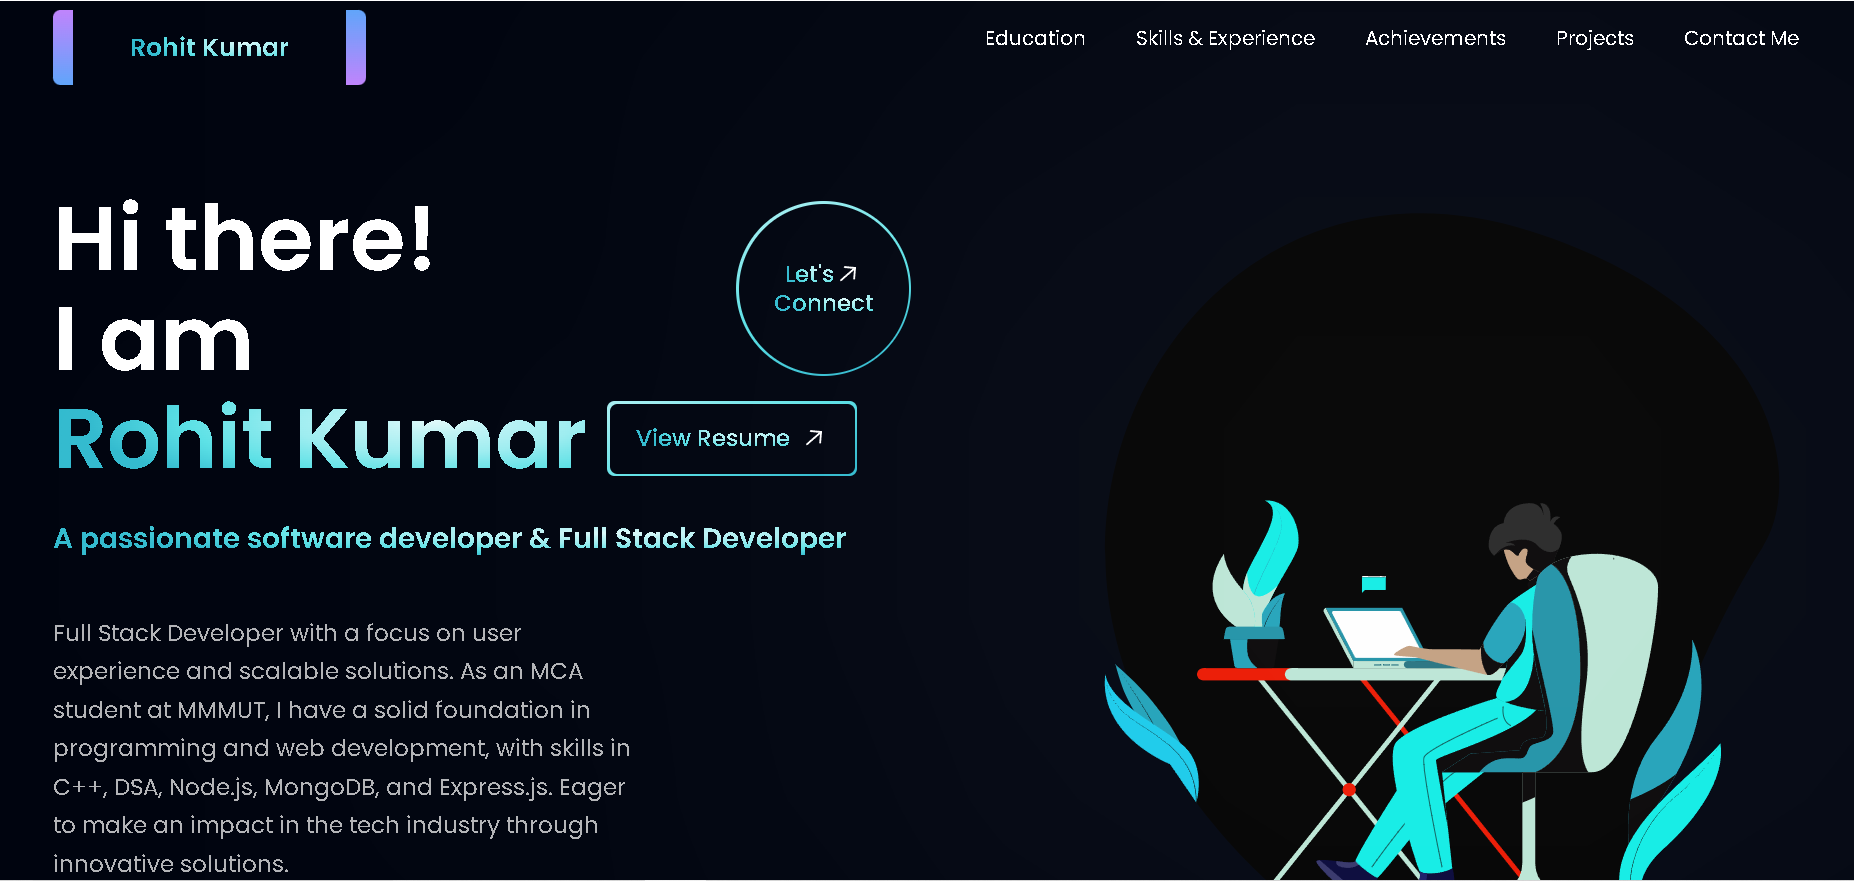 Rohit Kumar
Education
Skills & Experience
Achievements
Projects
Contact Me
Hi there!
I am
Rohit Kumar
Let's
Connect
View Resume
A passionate software developer & Full Stack Developer
Full Stack Developer with a focus on user
experience and scalable solutions. As an MCA
student at MMMUT, I have a solid foundation in
programming and web development, with skills in
C++, DSA, Node.js, MongoDB, and Express.js. Eager
to make an impact in the tech industry through
innovative solutions.